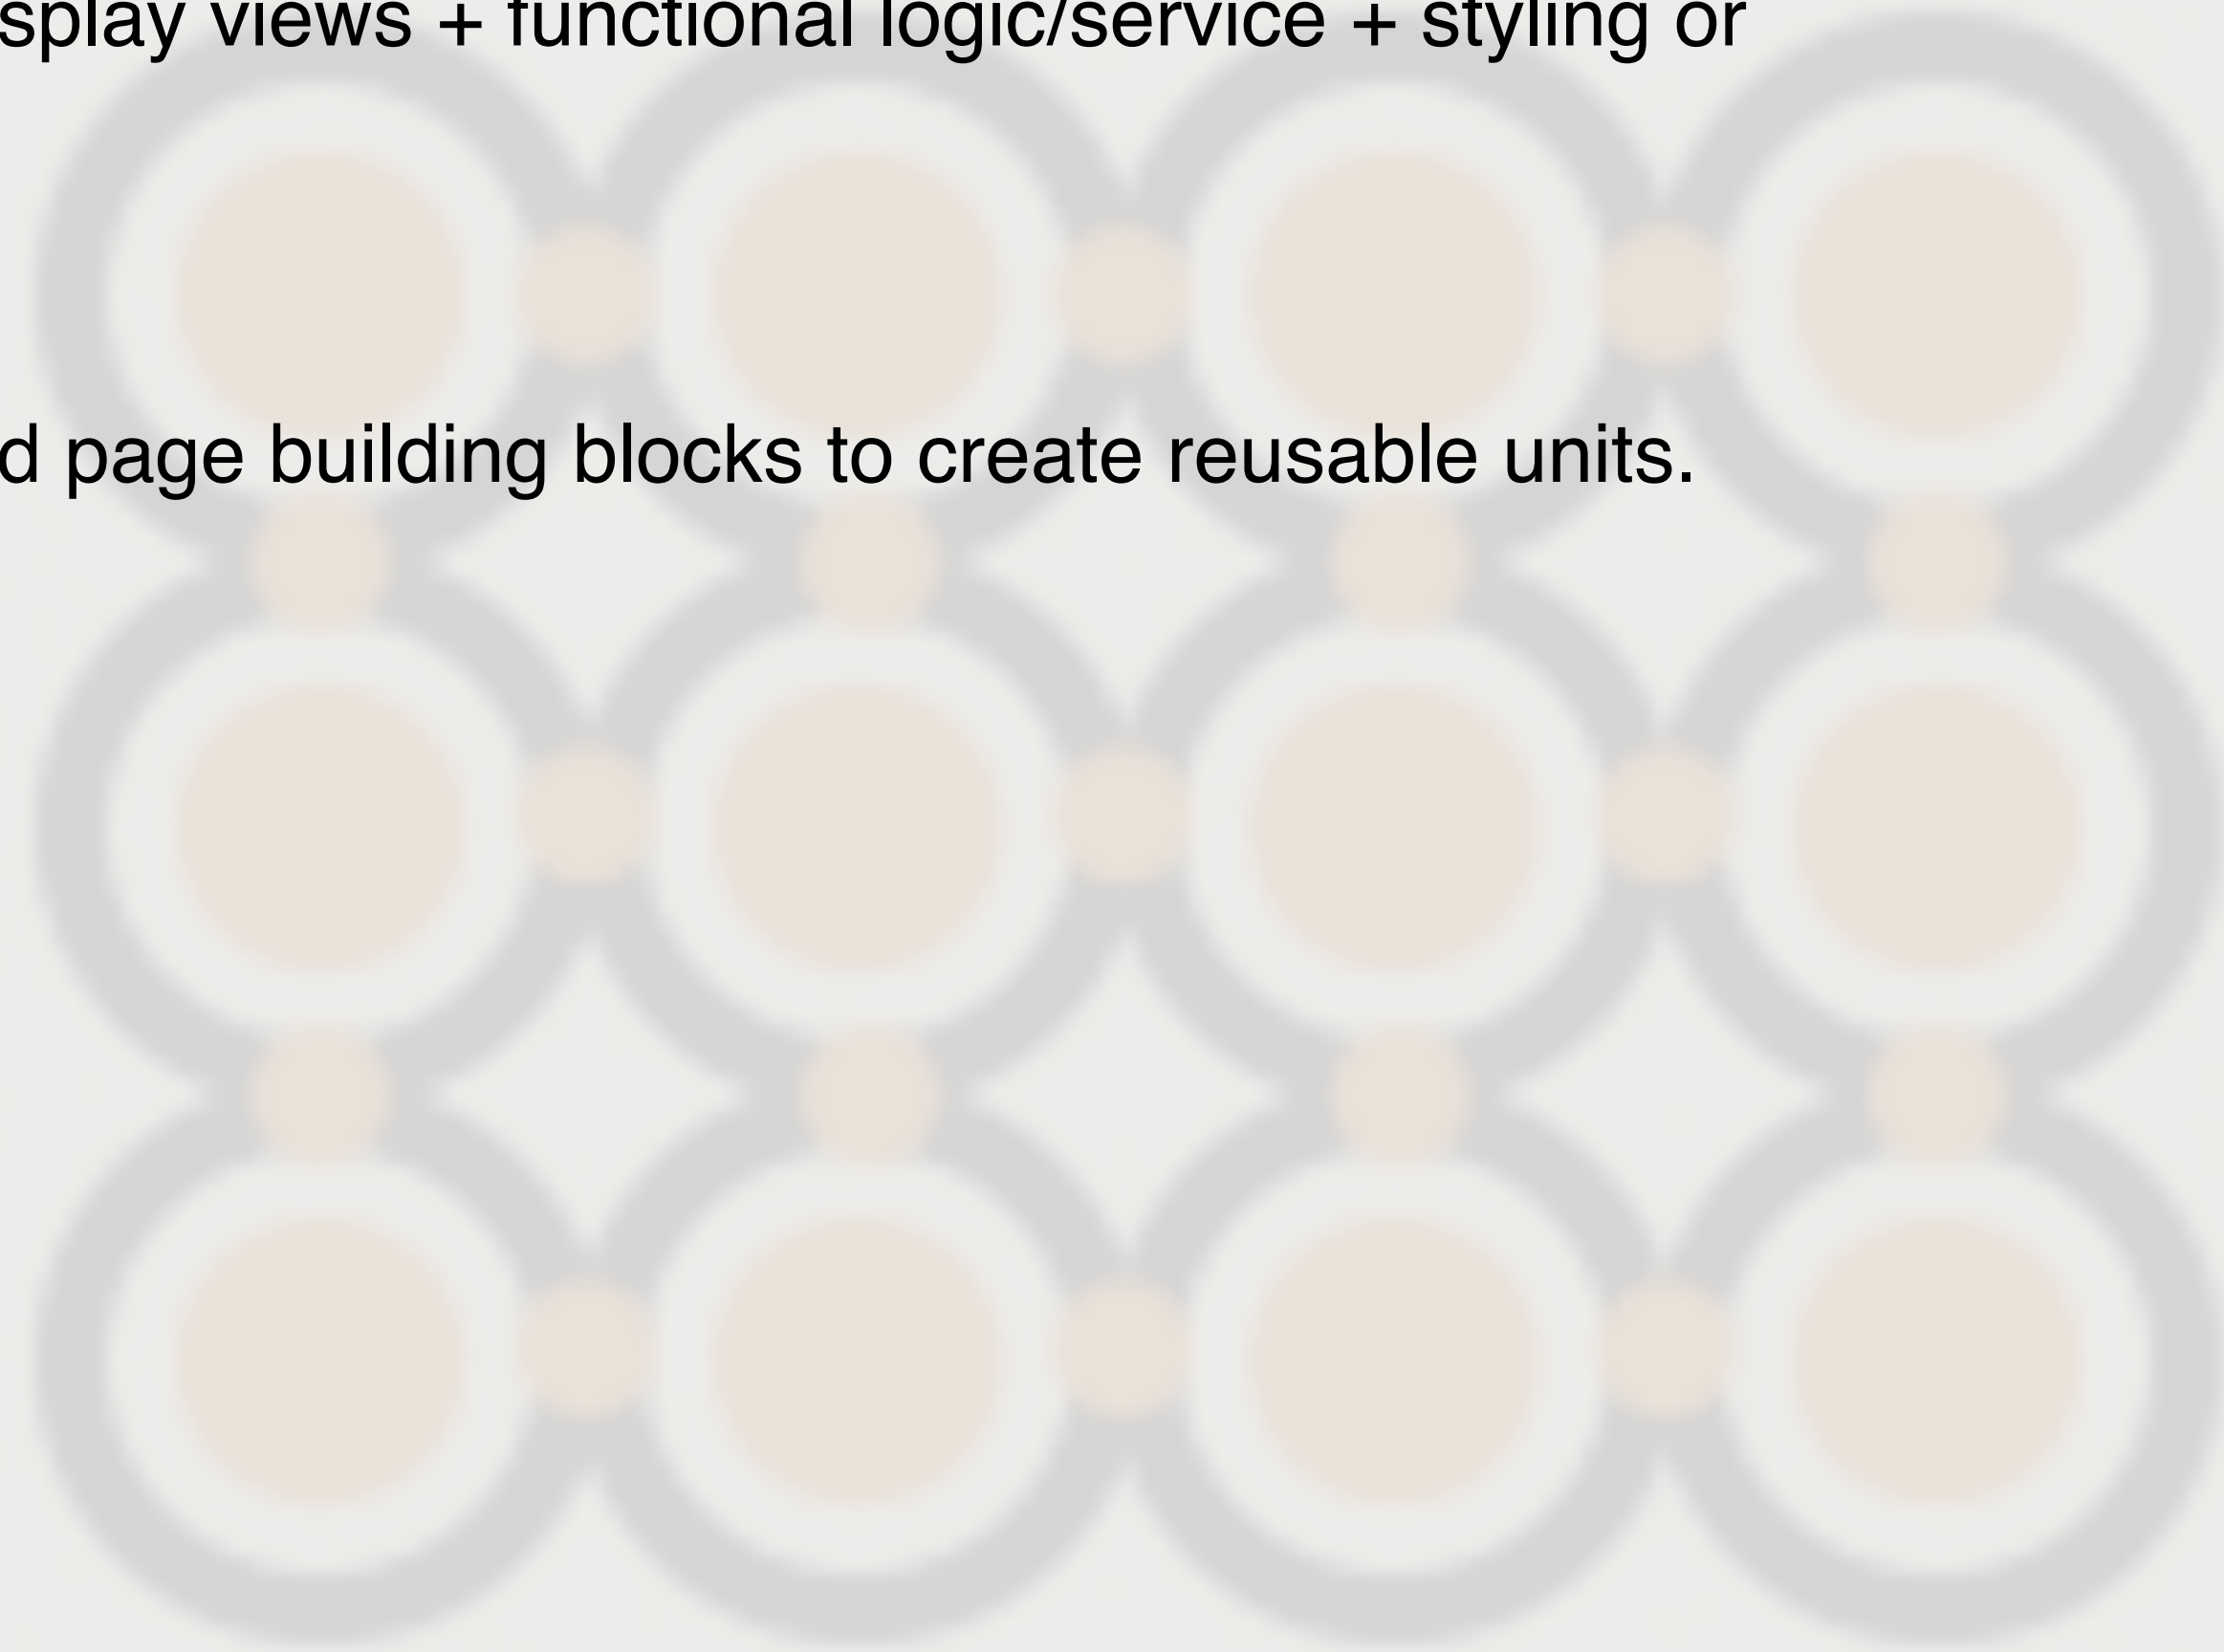 splay views + functional logic/service + styling or
d page building blocks to create reusable units.